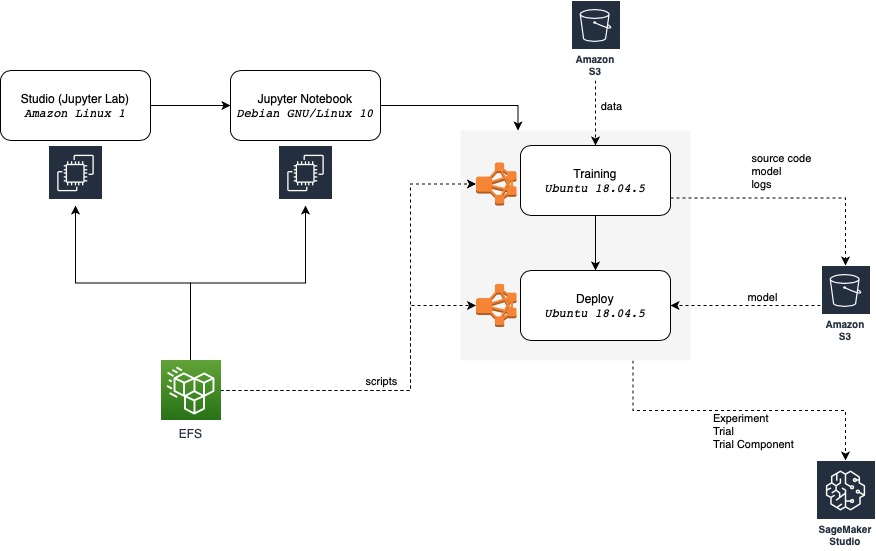 Amazon
S3
data
Studio (Jupyter Lab)
Amazon Linux 1
Jupyter Notebook
Debian GNU/Linux 10
Training
Ubuntu 18.04.5
source code
model
logs
Deploy
Ubuntu 18.04.5
model
Amazon
S3
scripts
EFS
Experiment
Trial
Trial Component
SageMaker
Studio